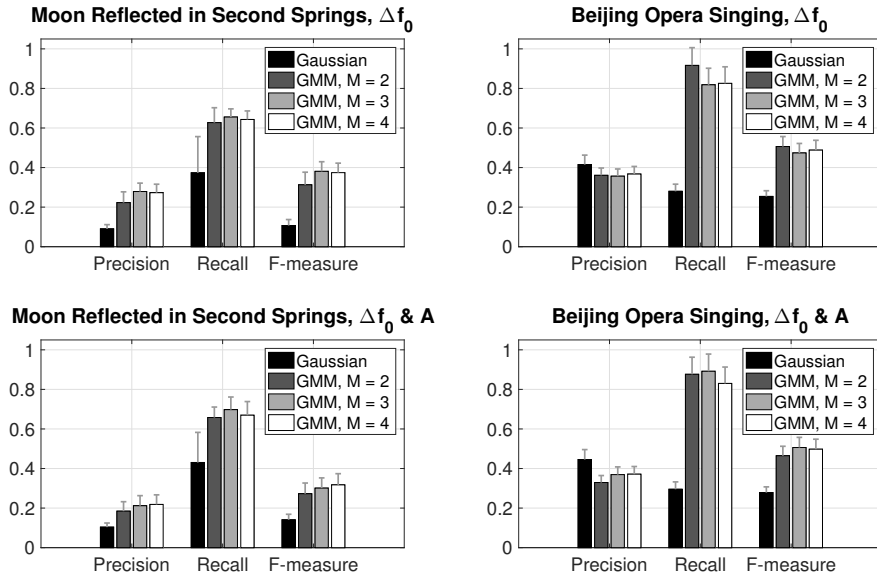 Moon Reflected in Second Springs, Δf0
1
0.8
0.6
0.4
0.2
0
Gaussian
GMM, M = 2
GMM, M = 3
GMM, M = 4
Precision Recall F-measure
Beijing Opera Singing, Δf0
1
0.8
0.6
0.4
0.2
0
Gaussian
GMM, M = 2
GMM, M = 3
GMM, M = 4
Precision Recall F-measure
Moon Reflected in Second Springs, Δf0 & A
1
0.8
0.6
0.4
0.2
0
Gaussian
GMM, M = 2
GMM, M = 3
GMM, M = 4
Precision Recall F-measure
Beijing Opera Singing, Δf0 & A
1
0.8
0.6
0.4
0.2
0
Gaussian
GMM, M = 2
GMM, M = 3
GMM, M = 4
Precision Recall F-measure